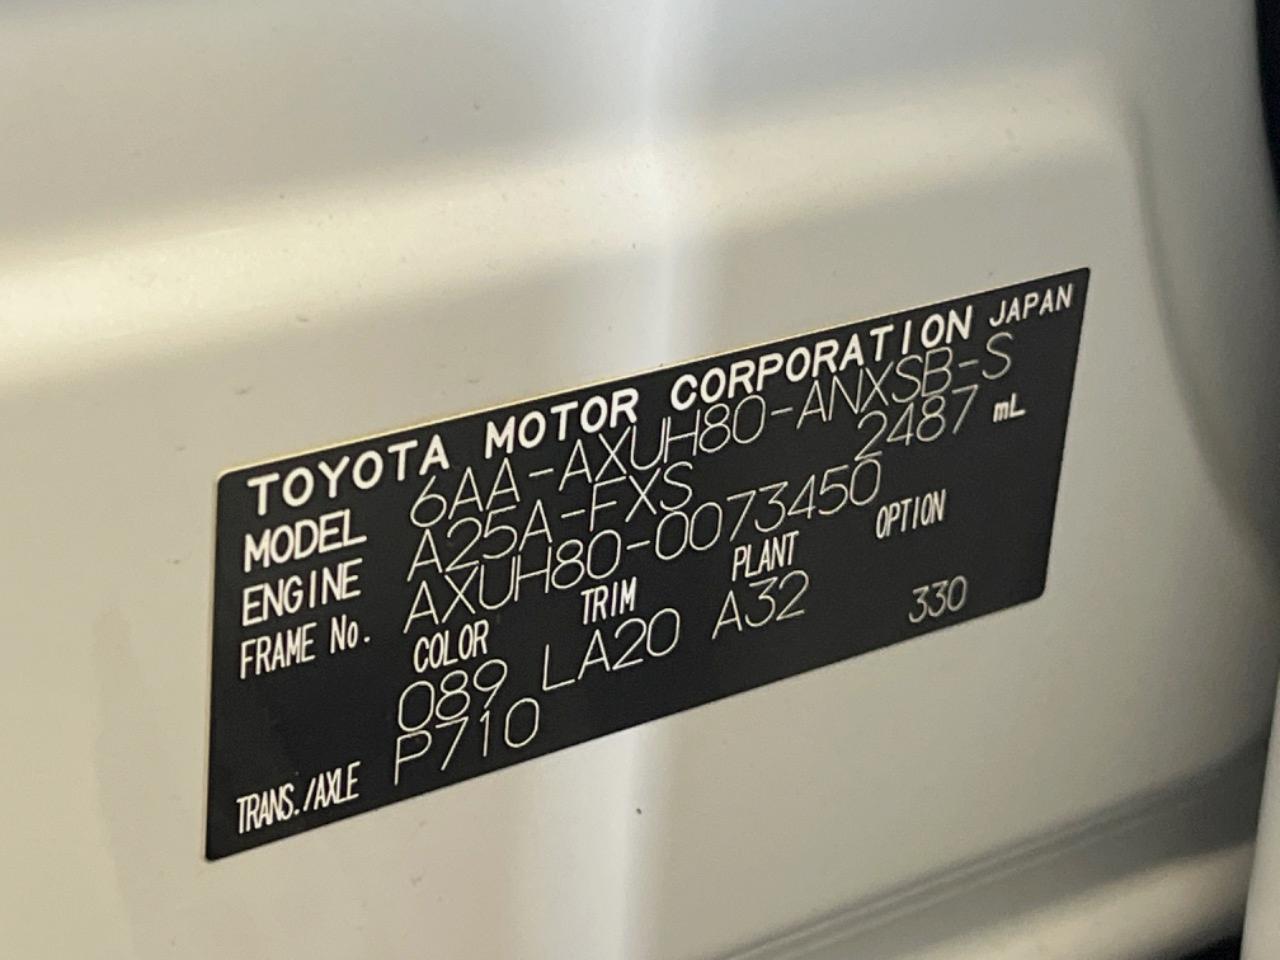 TOYOTA MOTOR CORPORATION JAPAN
MODEL 6AA-AXUH80-ANXSB-S
ENGINE A25A-FXS 2487 mL
FRAME No. AXUH80-0073450
COLOR TRIM PLANT OPTION
089 LA20 A32 330
TRANS./AXLE P710